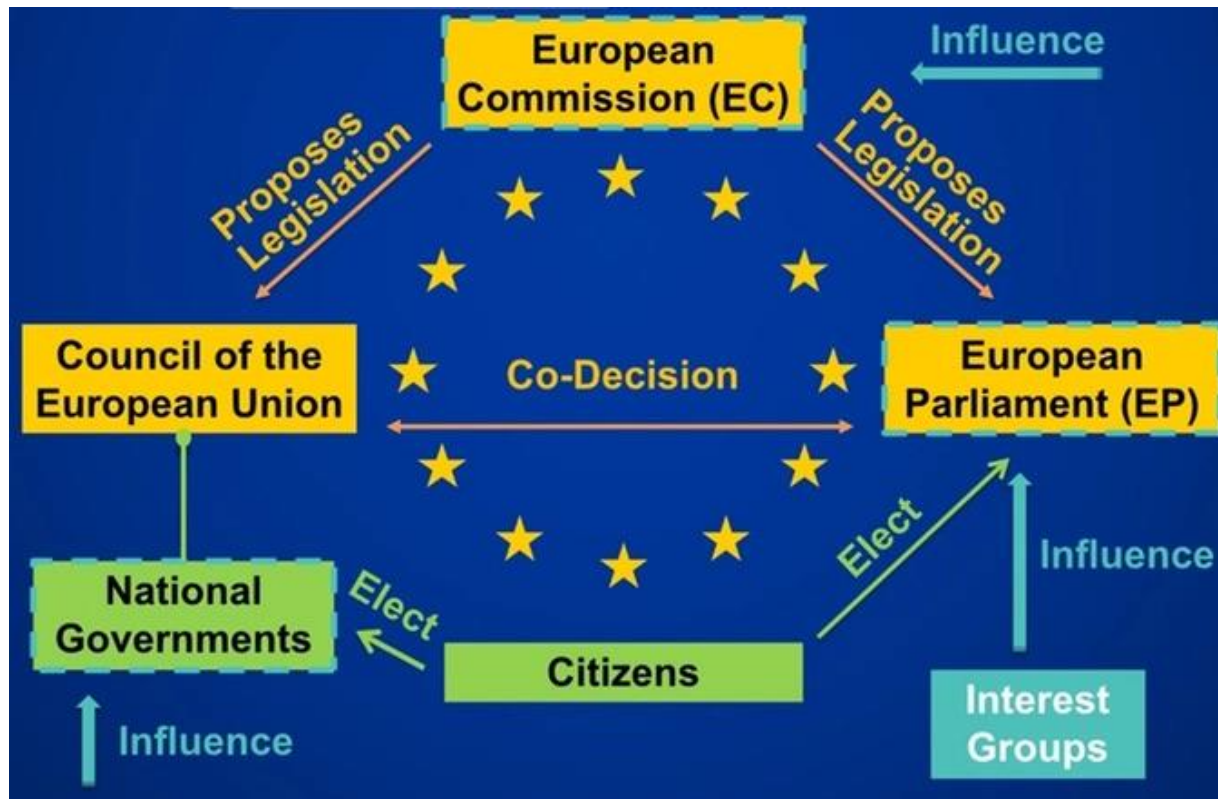 European
Commission (EC)
Influence
Proposes
Legislation
Proposes
Legislation
Council of the
European Union
Co-Decision
European
Parliament (EP)
Elect
Influence
National
Governments
Elect
Citizens
Interest
Groups
Influence